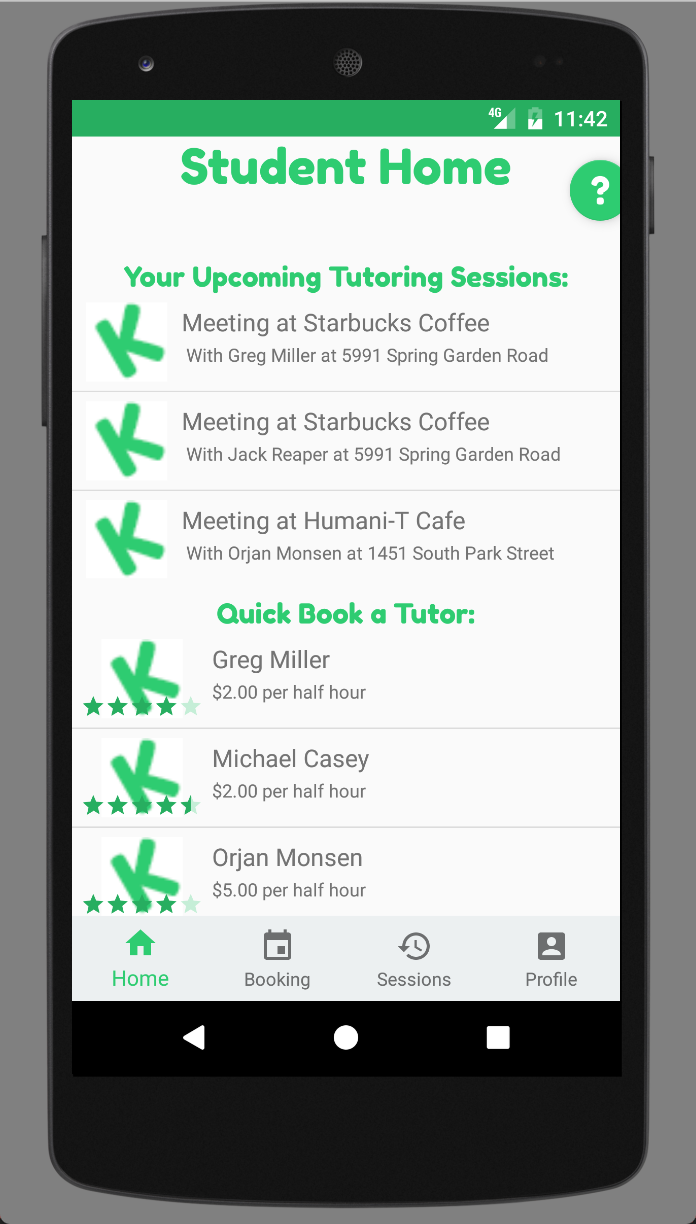 4G 11:42
Student Home
?
Your Upcoming Tutoring Sessions:
K
Meeting at Starbucks Coffee
With Greg Miller at 5991 Spring Garden Road
K
Meeting at Starbucks Coffee
With Jack Reaper at 5991 Spring Garden Road
K
Meeting at Humani-T Cafe
With Orjan Monsen at 1451 South Park Street
Quick Book a Tutor:
K
Greg Miller
$2.00 per half hour
K
Michael Casey
$2.00 per half hour
K
Orjan Monsen
$5.00 per half hour
Home Booking Sessions Profile